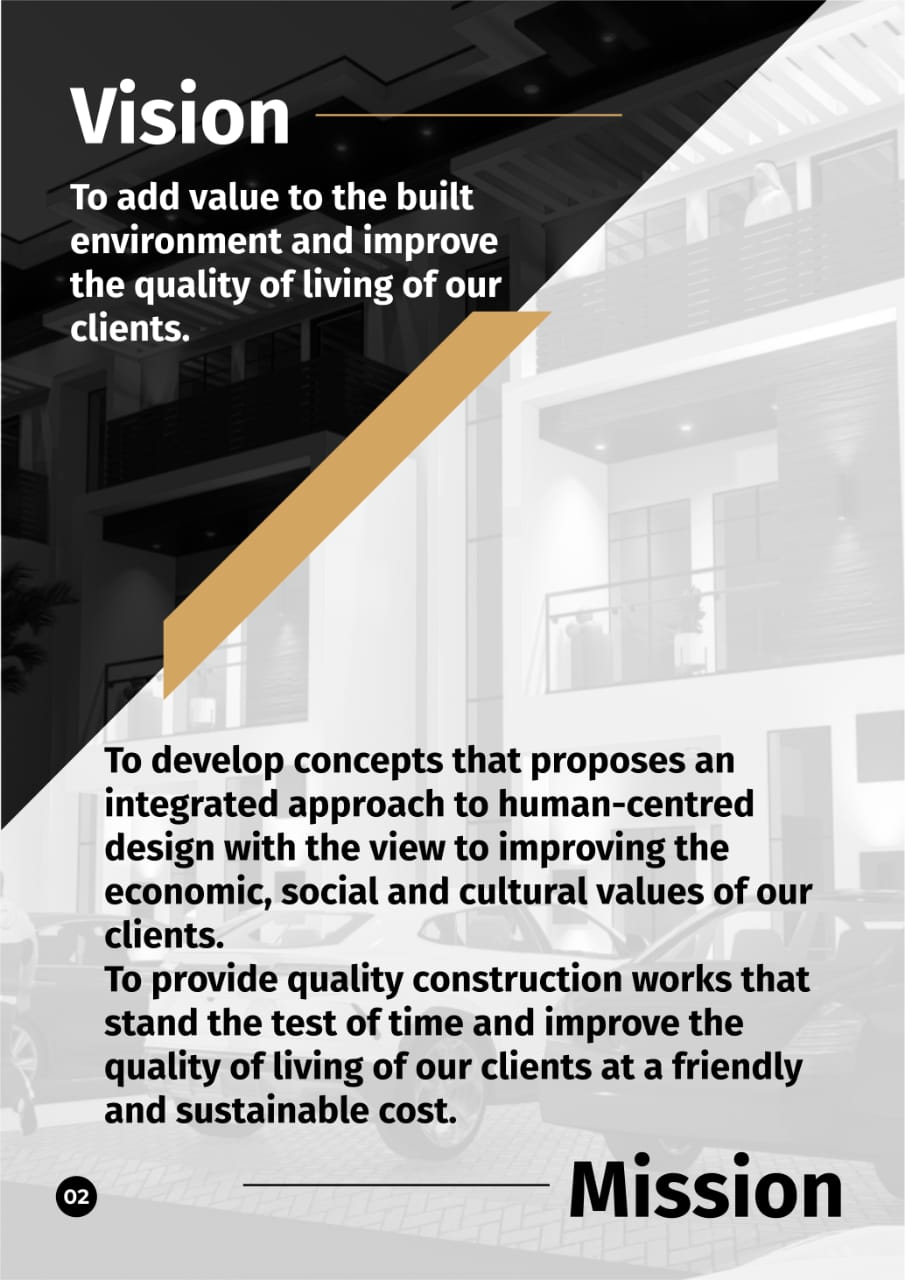 Vision
To add value to the built
environment and improve
the quality of living of our
clients.
To develop concepts that proposes an
integrated approach to human-centred
design with the view to improving the
economic, social and cultural values of our
clients.
To provide quality construction works that
stand the test of time and improve the
quality of living of our clients at a friendly
and sustainable cost.
Mission
02